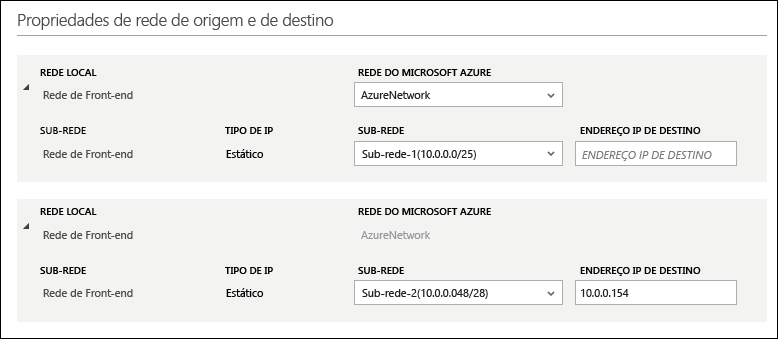 Propriedades de rede de origem e de destino
REDE LOCAL REDE DO MICROSOFT AZURE
Rede de Front-end AzureNetwork
SUB-REDE TIPO DE IP SUB-REDE ENDEREÇO IP DE DESTINO
Rede de Front-end Estático Sub-rede-1(10.0.0.0/25) ENDEREÇO IP DE DESTINO
REDE LOCAL REDE DO MICROSOFT AZURE
Rede de Front-end AzureNetwork
SUB-REDE TIPO DE IP SUB-REDE ENDEREÇO IP DE DESTINO
Rede de Front-end Estático Sub-rede-2(10.0.0.048/28) 10.0.0.154